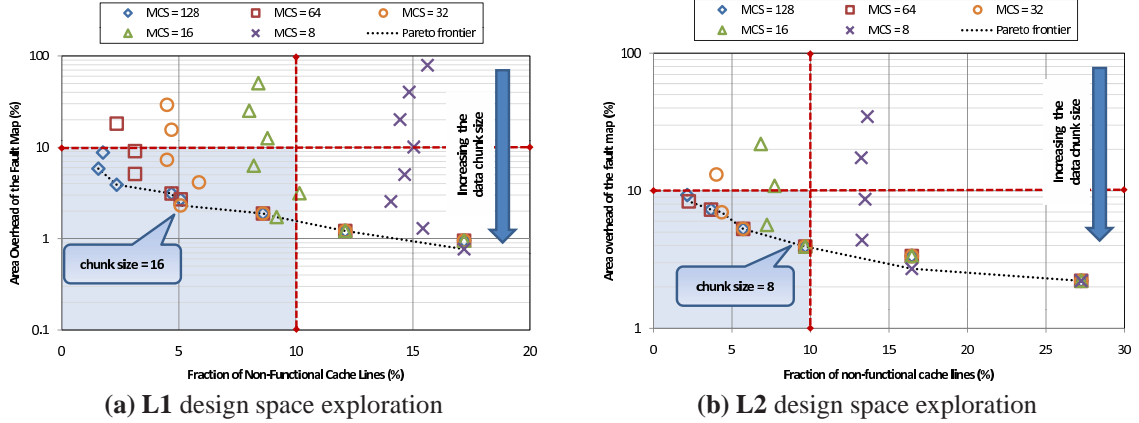 MCS = 128 MCS = 64 MCS = 32
MCS = 16 MCS = 8 Pareto frontier
100
10
1
0.1
Area Overhead of the Fault Map (%)
Increasing the
data chunk size
chunk size = 16
0 5 10 15 20
Fraction of Non-Functional Cache Lines (%)
(a) L1 design space exploration
MCS = 128 MCS = 64 MCS = 32
MCS = 16 MCS = 8 Pareto frontier
100
10
1
Area overhead of the fault map (%)
Increasing the
data chunk size
chunk size = 8
0 5 10 15 20 25 30
Fraction of non-functional cache lines (%)
(b) L2 design space exploration